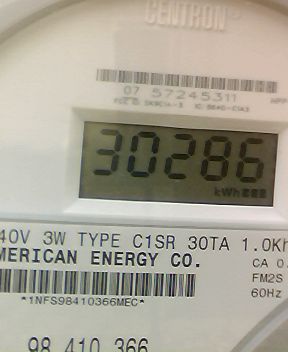 CENTRON®
07 57245311
30286
kWh
40V 3W TYPE C1SR 30TA 1.0Kh
MERICAN ENERGY CO.
CA 0.
FM2S
60Hz
*1NFS98410366MEC*
98 410 366